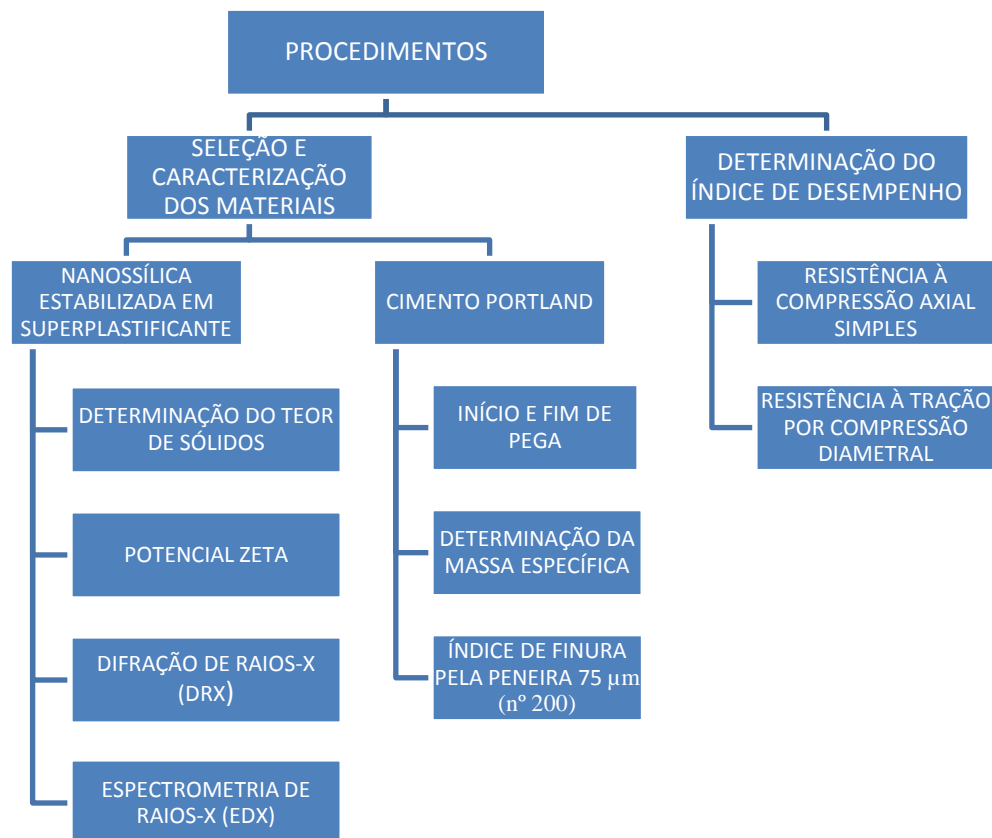 PROCEDIMENTOS
SELEÇÃO E
CARACTERIZAÇÃO
DOS MATERIAIS
DETERMINAÇÃO DO
ÍNDICE DE DESEMPENHO
NANOSSÍLICA
ESTABILIZADA EM
SUPERPLASTIFICANTE
CIMENTO PORTLAND
RESISTÊNCIA À
COMPRESSÃO AXIAL
SIMPLES
DETERMINAÇÃO DO TEOR
DE SÓLIDOS
INÍCIO E FIM DE
PEGA
RESISTÊNCIA À TRAÇÃO
POR COMPRESSÃO
DIAMETRAL
POTENCIAL ZETA
DETERMINAÇÃO DA
MASSA ESPECÍFICA
DIFRAÇÃO DE RAIOS-X
(DRX)
ÍNDICE DE FINURA
PELA PENEIRA 75 µm
(nº 200)
ESPECTROMETRIA DE
RAIOS-X (EDX)